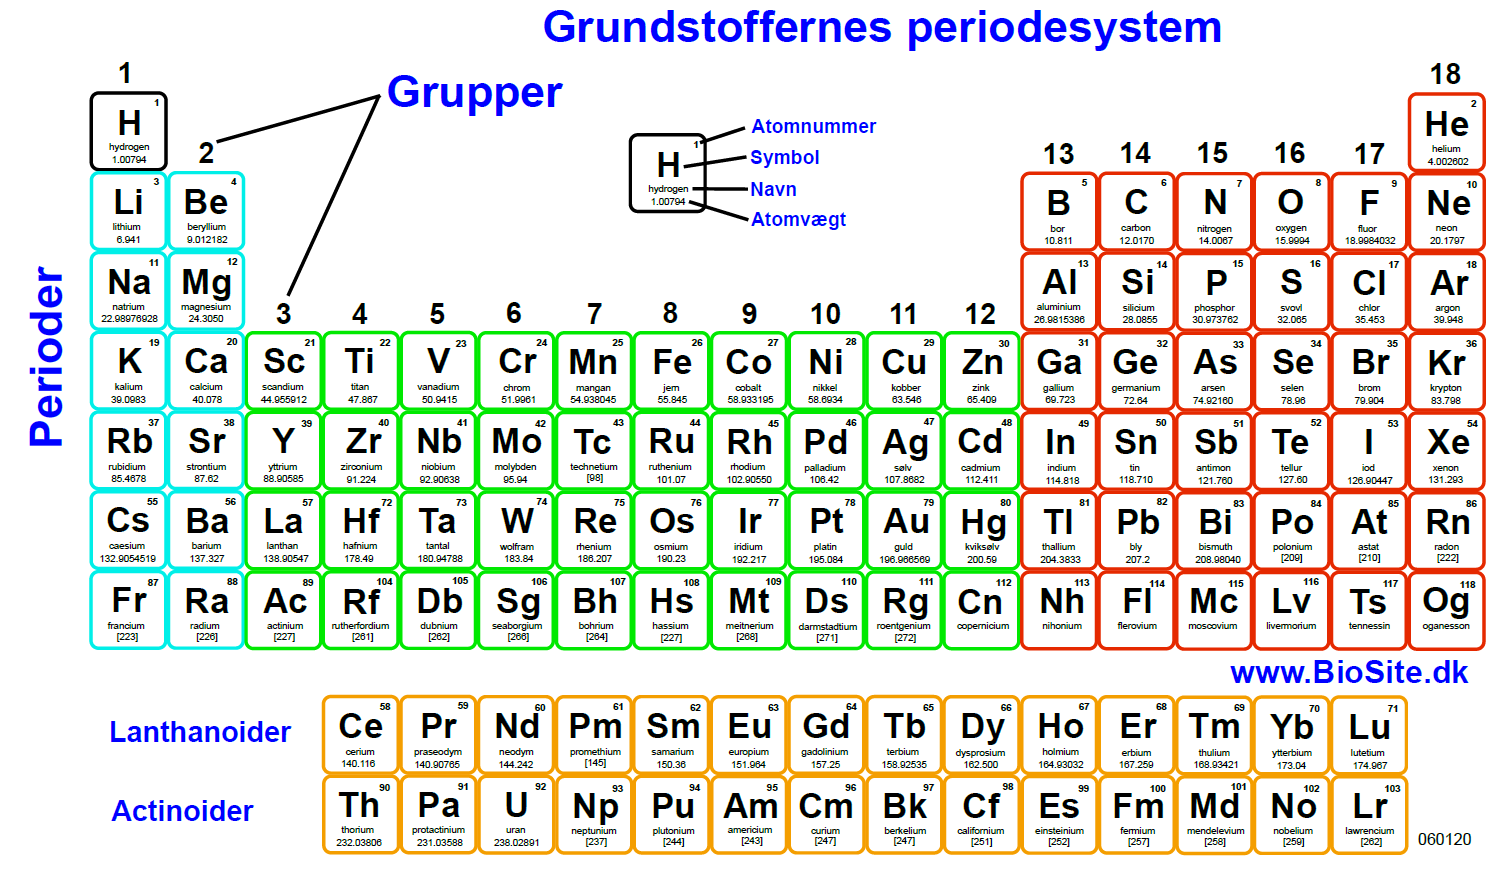 Grundstoffernes periodesystem
1
18
Grupper
1
H
hydrogen
1.00794
2
He
helium
4.002602
Atomnummer
Symbol
Navn
Atomvægt
1
H
hydrogen
1.00794
2
13 14 15 16 17
3
Li
lithium
6.941
4
Be
beryllium
9.012182
5
B
bor
10.811
6
C
carbon
12.0170
7
N
nitrogen
14.0067
8
O
oxygen
15.9994
9
F
fluor
18.9984032
10
Ne
neon
20.1797
Perioder
11
Na
natrium
22.98976928
12
Mg
magnesium
24.3050
13
Al
aluminium
26.9815386
14
Si
silicium
28.0855
15
P
phosphor
30.973762
16
S
svovl
32.065
17
Cl
chlor
35.453
18
Ar
argon
39.948
3 4 5 6 7 8 9 10 11 12
19
K
kalium
39.0983
20
Ca
calcium
40.078
21
Sc
scandium
44.955912
22
Ti
titan
47.867
23
V
vanadium
50.9415
24
Cr
chrom
51.9961
25
Mn
mangan
54.938045
26
Fe
jern
55.845
27
Co
cobalt
58.933195
28
Ni
nikkel
58.6934
29
Cu
kobber
63.546
30
Zn
zink
65.409
31
Ga
gallium
69.723
32
Ge
germanium
72.64
33
As
arsen
74.92160
34
Se
selen
78.96
35
Br
brom
79.904
36
Kr
krypton
83.798
37
Rb
rubidium
85.4678
38
Sr
strontium
87.62
39
Y
yttrium
88.90585
40
Zr
zirconium
91.224
41
Nb
niobium
92.90638
42
Mo
molybden
95.94
43
Tc
technetium
[98]
44
Ru
ruthenium
101.07
45
Rh
rhodium
102.90550
46
Pd
palladium
106.42
47
Ag
sølv
107.8682
48
Cd
cadmium
112.411
49
In
indium
114.818
50
Sn
tin
118.710
51
Sb
antimon
121.760
52
Te
tellur
127.60
53
I
iod
126.90447
54
Xe
xenon
131.293
55
Cs
caesium
132.9054519
56
Ba
barium
137.327
57
La
lanthan
138.90547
72
Hf
hafnium
178.49
73
Ta
tantal
180.94788
74
W
wolfram
183.84
75
Re
rhenium
186.207
76
Os
osmium
190.23
77
Ir
iridium
192.217
78
Pt
platin
195.084
79
Au
guld
196.966569
80
Hg
kviksølv
200.59
81
Tl
thallium
204.3833
82
Pb
bly
207.2
83
Bi
bismuth
208.98040
84
Po
polonium
[209]
85
At
astat
[210]
86
Rn
radon
[222]
87
Fr
francium
[223]
88
Ra
radium
[226]
89
Ac
actinium
[227]
104
Rf
rutherfordium
[261]
105
Db
dubnium
[262]
106
Sg
seaborgium
[266]
107
Bh
bohrium
[264]
108
Hs
hassium
[227]
109
Mt
meitnerium
[268]
110
Ds
darmstadtium
[271]
111
Rg
roentgenium
[272]
112
Cn
copernicium
113
Nh
nihonium
114
Fl
flerovium
115
Mc
moscovium
116
Lv
livermorium
117
Ts
tennessin
118
Og
oganesson
www.BioSite.dk
Lanthanoider
58
Ce
cerium
140.116
59
Pr
praseodym
140.90765
60
Nd
neodym
144.242
61
Pm
promethium
[145]
62
Sm
samarium
150.36
63
Eu
europium
151.964
64
Gd
gadolinium
157.25
65
Tb
terbium
158.92535
66
Dy
dysprosium
162.500
67
Ho
holmium
164.93032
68
Er
erbium
167.259
69
Tm
thulium
168.93421
70
Yb
ytterbium
173.04
71
Lu
lutetium
174.967
Actinoider
90
Th
thorium
232.03806
91
Pa
protactinium
231.03588
92
U
uran
238.02891
93
Np
neptunium
[237]
94
Pu
plutonium
[244]
95
Am
americium
[243]
96
Cm
curium
[247]
97
Bk
berkelium
[247]
98
Cf
californium
[251]
99
Es
einsteinium
[252]
100
Fm
fermium
[257]
101
Md
mendelevium
[258]
102
No
nobelium
[259]
103
Lr
lawrencium
[262]
060120